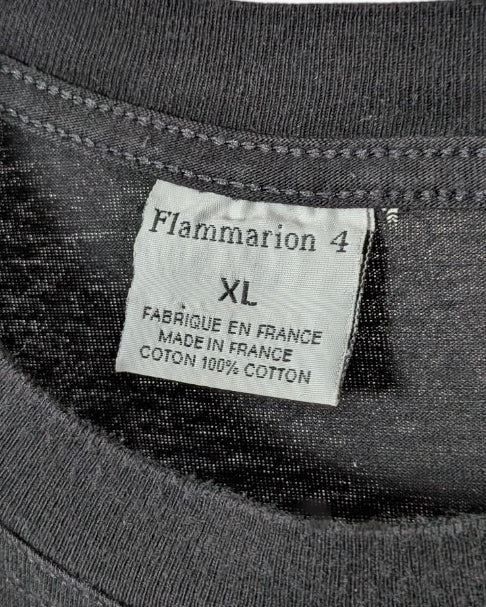 Flammarion 4
XL
FABRIQUE EN FRANCE
MADE IN FRANCE
COTON 100% COTTON